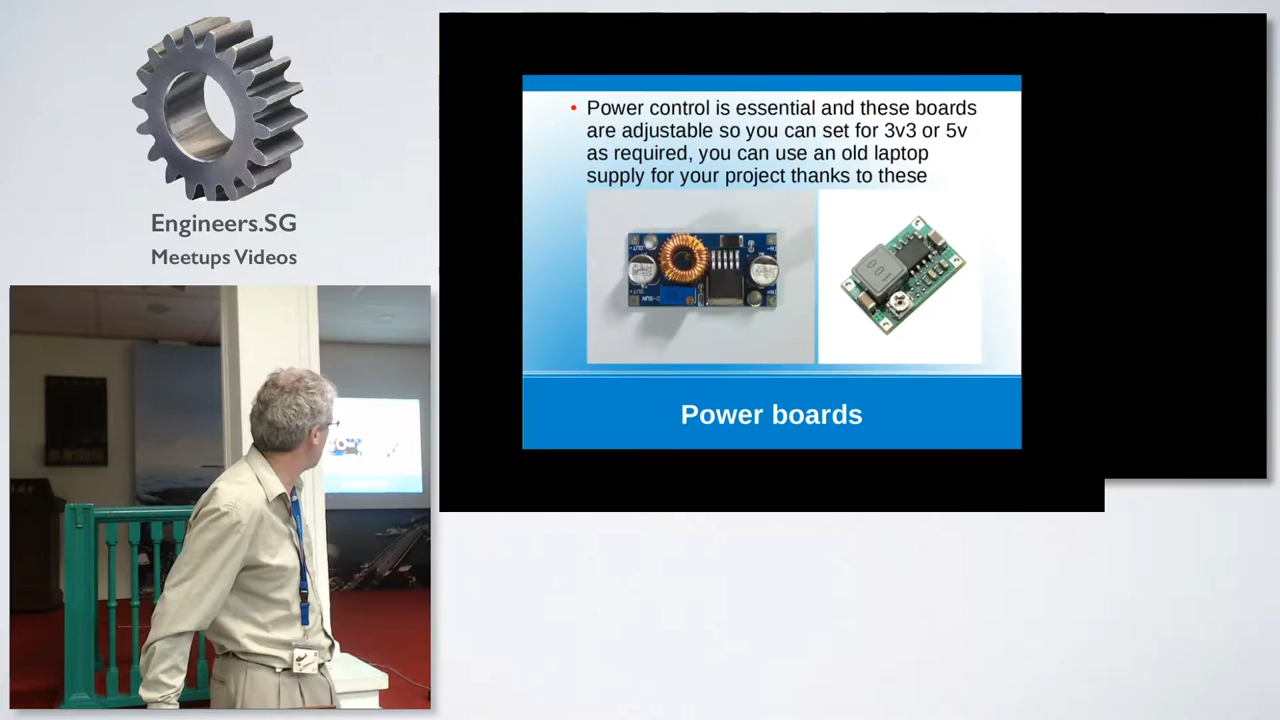 Engineers.SG
Meetups Videos
• Power control is essential and these boards
are adjustable so you can set for 3v3 or 5v
as required, you can use an old laptop
supply for your project thanks to these
Power boards